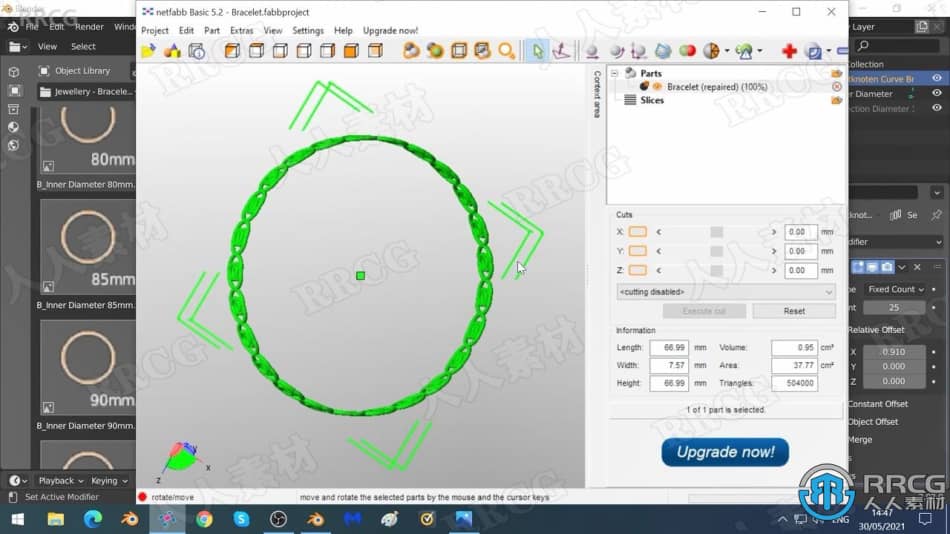 Blender
netfabb Basic 5.2 - Bracelet.fabbproject
File Edit Render Window
Project Edit Part Extras View Settings Help Upgrade now!
Layer
View Select
Object Library
Jewellery - Bracele...
80mm
B_Inner Diameter 80mm.
85mm
B_Inner Diameter 85mm.
90mm
B_Inner Diameter 90mm.
Playback Keying
Set Active Modifier
Context area
Parts
Bracelet (repaired) (100%)
Slices
Cuts
X: < > 0.00 mm
Y: < > 0.00 mm
Z: < > 0.00 mm
<cutting disabled>
Execute cut Reset
Information
Length: 66.99 mm Volume: 0.95 cm³
Width: 7.57 mm Area: 37.77 cm²
Height: 66.99 mm Triangles: 504000
1 of 1 part is selected.
Upgrade now!
x
y
z
rotate/move move and rotate the selected parts by the mouse and the cursor keys
ollection
tknoten Curve Br
r Diameter
ection Diameter
knot... Se
difier
Fixed Count
25
Relative Offset
X 0.910
Y 0.000
Z 0.000
Constant Offset
Object Offset
Merge
ENG
14:47
30/05/2021
RRCG
人人素材